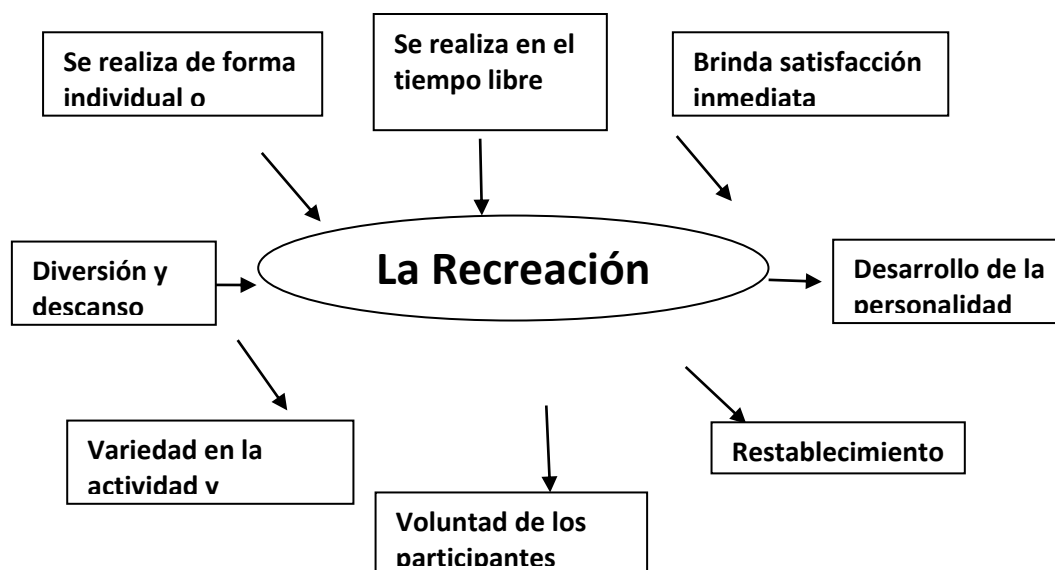 Se realiza de forma
individual o
Se realiza en el
tiempo libre
Brinda satisfacción
inmediata
Diversión y
descanso
La Recreación
Desarrollo de la
personalidad
Variedad en la
actividad y
Voluntad de los
participantes
Restablecimiento